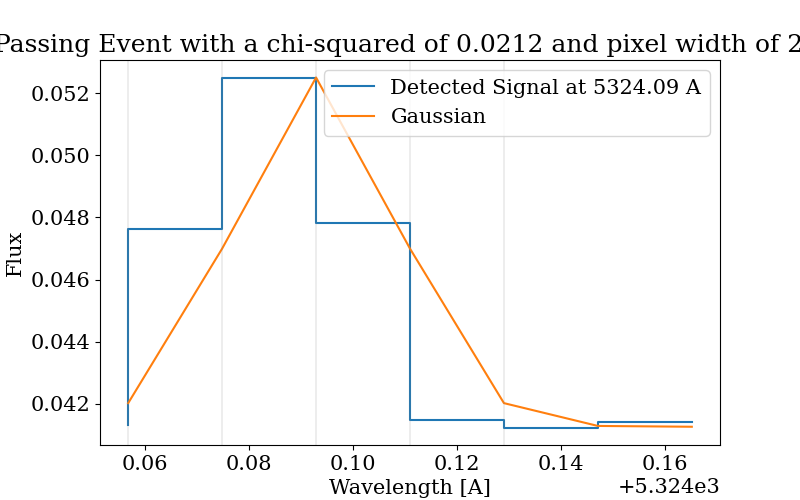 Passing Event with a chi-squared of 0.0212 and pixel width of 2
Detected Signal at 5324.09 A
Gaussian
0.052
0.050
0.048
0.046
0.044
0.042
Flux
0.06 0.08 0.10 0.12 0.14 0.16
Wavelength [A]
+5.324e3